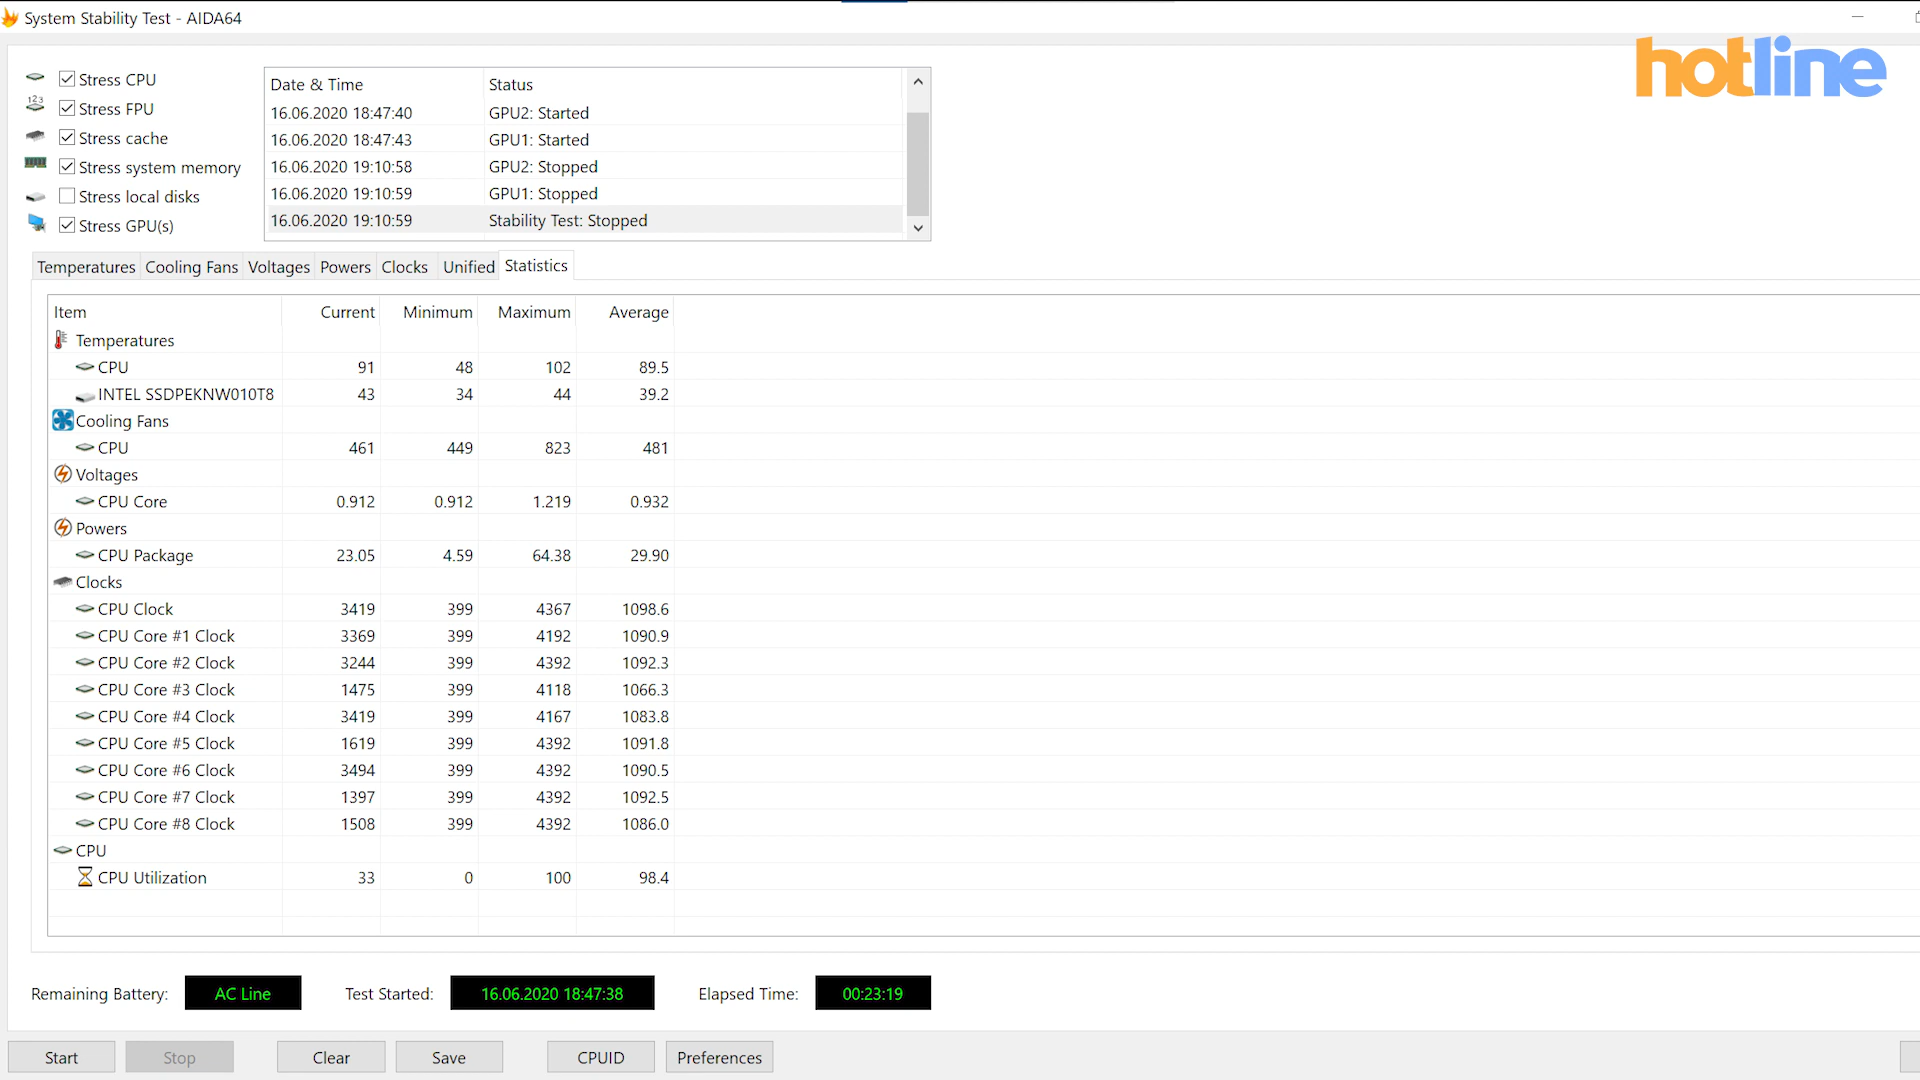 System Stability Test - AIDA64
hotline
Stress CPU
123
Stress FPU
Stress cache
Stress system memory
Stress local disks
Stress GPU(s)
Date & Time Status
16.06.2020 18:47:40 GPU2: Started
16.06.2020 18:47:43 GPU1: Started
16.06.2020 19:10:58 GPU2: Stopped
16.06.2020 19:10:59 GPU1: Stopped
16.06.2020 19:10:59 Stability Test: Stopped
Temperatures Cooling Fans Voltages Powers Clocks Unified Statistics
Item Current Minimum Maximum Average
Temperatures
CPU 91 48 102 89.5
INTEL SSDPEKNW010T8 43 34 44 39.2
Cooling Fans
CPU 461 449 823 481
Voltages
CPU Core 0.912 0.912 1.219 0.932
Powers
CPU Package 23.05 4.59 64.38 29.90
Clocks
CPU Clock 3419 399 4367 1098.6
CPU Core #1 Clock 3369 399 4192 1090.9
CPU Core #2 Clock 3244 399 4392 1092.3
CPU Core #3 Clock 1475 399 4118 1066.3
CPU Core #4 Clock 3419 399 4167 1083.8
CPU Core #5 Clock 1619 399 4392 1091.8
CPU Core #6 Clock 3494 399 4392 1090.5
CPU Core #7 Clock 1397 399 4392 1092.5
CPU Core #8 Clock 1508 399 4392 1086.0
CPU
CPU Utilization 33 0 100 98.4
Remaining Battery: AC Line Test Started: 16.06.2020 18:47:38 Elapsed Time: 00:23:19
Start Stop Clear Save CPUID Preferences